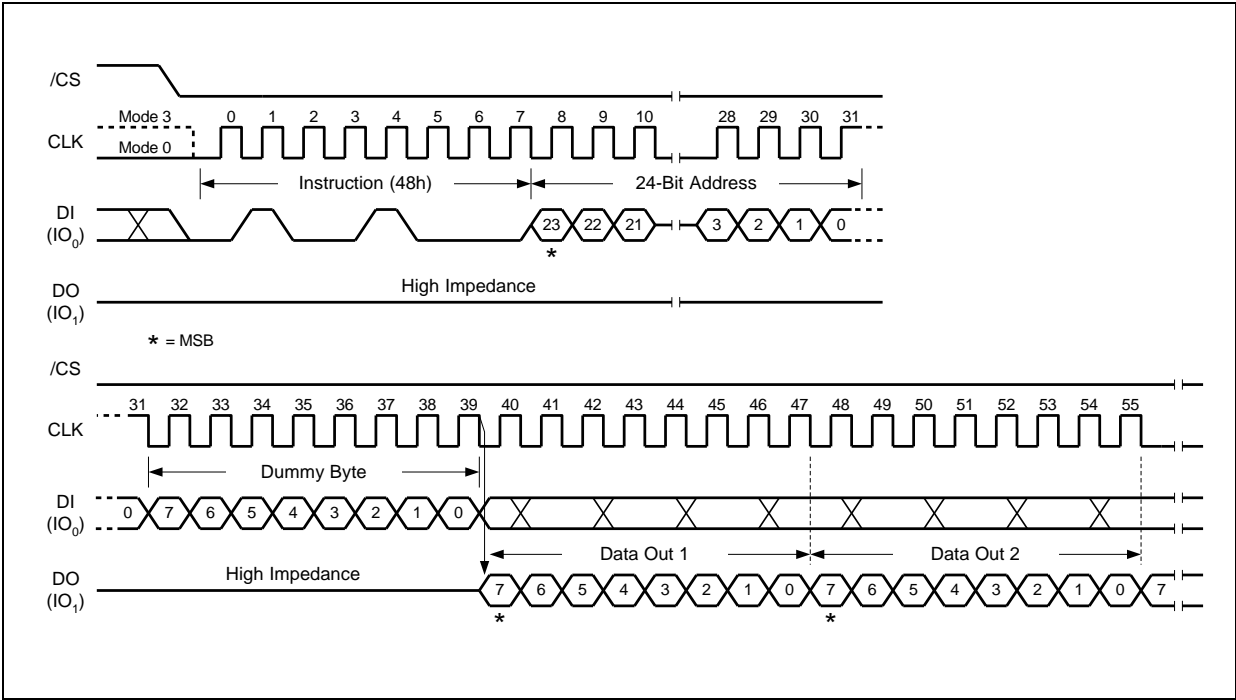 /CS
Mode 3 0 1 2 3 4 5 6 7 8 9 10 28 29 30 31
CLK
Mode 0
Instruction (48h) 24-Bit Address
DI
(IO0) 23 22 21 3 2 1 0
*
High Impedance
DO
(IO1)
* = MSB
/CS
31 32 33 34 35 36 37 38 39 40 41 42 43 44 45 46 47 48 49 50 51 52 53 54 55
CLK
Dummy Byte
DI
(IO0) 0 7 6 5 4 3 2 1 0
Data Out 1 Data Out 2
High Impedance
DO
(IO1) 7 6 5 4 3 2 1 0 7 6 5 4 3 2 1 0 7
* *